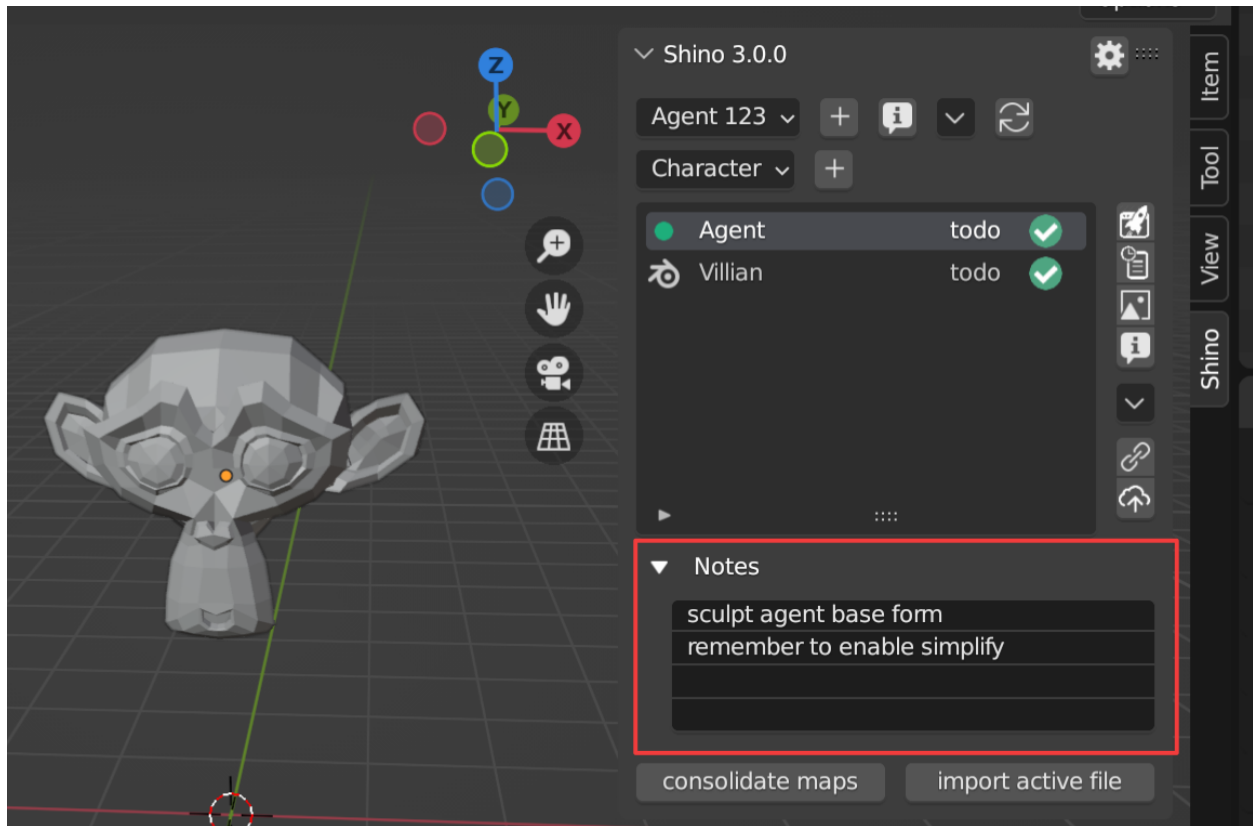 Z
Y
X
Shino 3.0.0
Agent 123
Character
Agent todo
Villian todo
Notes
sculpt agent base form
remember to enable simplify
consolidate maps import active file
Item
Tool
View
Shino